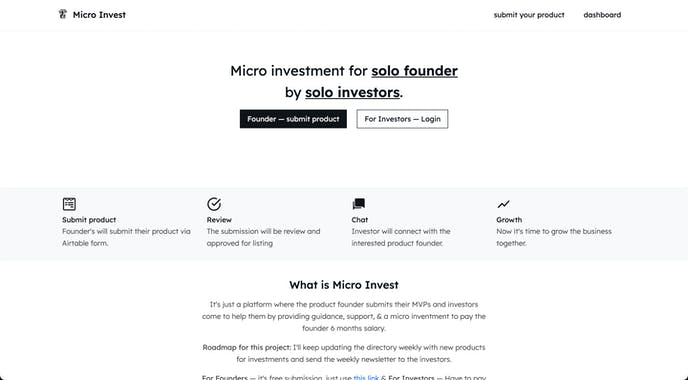 Micro Invest
submit your product
dashboard
Micro investment for solo founder
by solo investors.
Founder — submit product
For Investors — Login
Submit product
Founder's will submit their product via
Airtable form.
Review
The submission will be review and
approved for listing
Chat
Investor will connect with the
interested product founder.
Growth
Now it's time to grow the business
together.
What is Micro Invest
It's just a platform where the product founder submits their MVPs and investors
come to help them by providing guidance, support, & a micro inventment to pay the
founder 6 months salary.
Roadmap for this project: I'll keep updating the directory weekly with new products
for investments and send the weekly newsletter to the investors.
For Founders — it's free submission, just use this link & For Investors — Have to pay